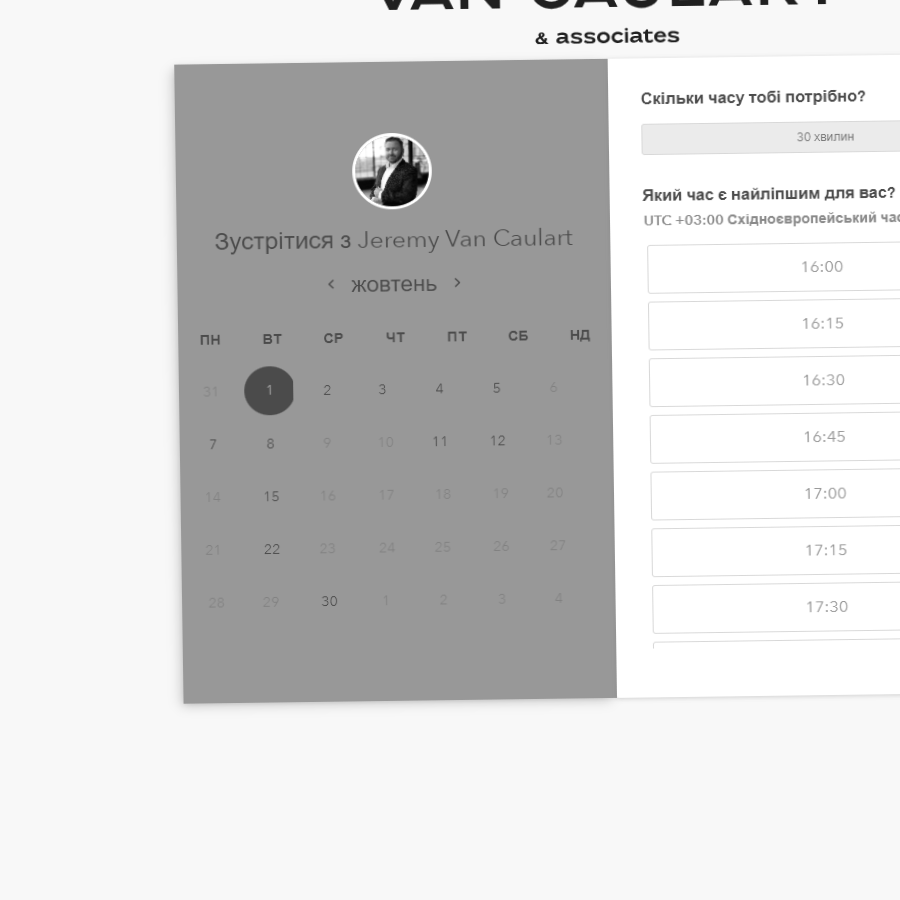 VAN CAULART
& associates
Зустрітися з Jeremy Van Caulart
жовтень
ПН ВТ СР ЧТ ПТ СБ НД
31 1 2 3 4 5 6
7 8 9 10 11 12 13
14 15 16 17 18 19 20
21 22 23 24 25 26 27
28 29 30 1 2 3 4
Скільки часу тобі потрібно?
30 хвилин
Який час є найліпшим для вас?
UTC +03:00 Східноєвропейський
16:00
16:15
16:30
16:45
17:00
17:15
17:30